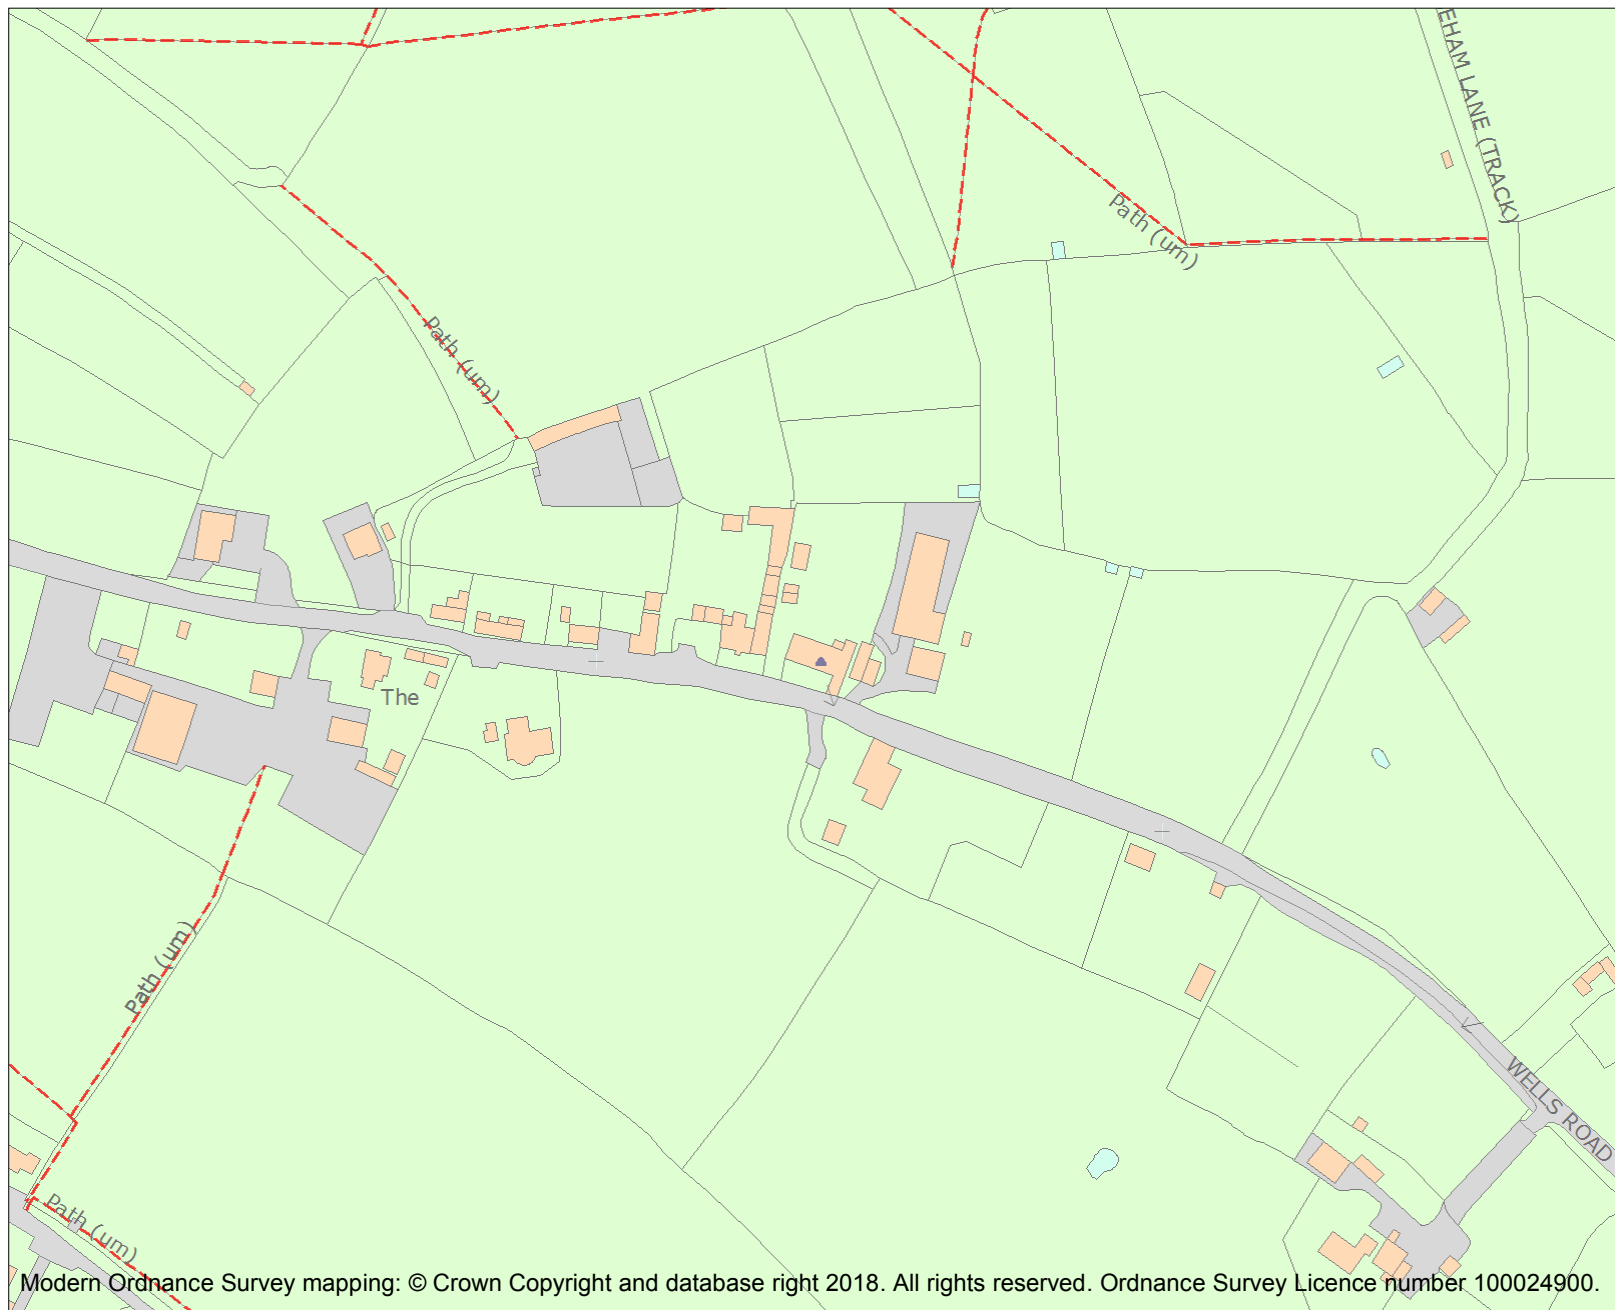 EHAM LANE (TRACK)
Path (um)
Path (um)
The
Path (um)
WELLS ROAD
Path (um)
Modern Ordnance Survey mapping: © Crown Copyright and database right 2018. All rights reserved. Ordnance Survey Licence number 100024900.